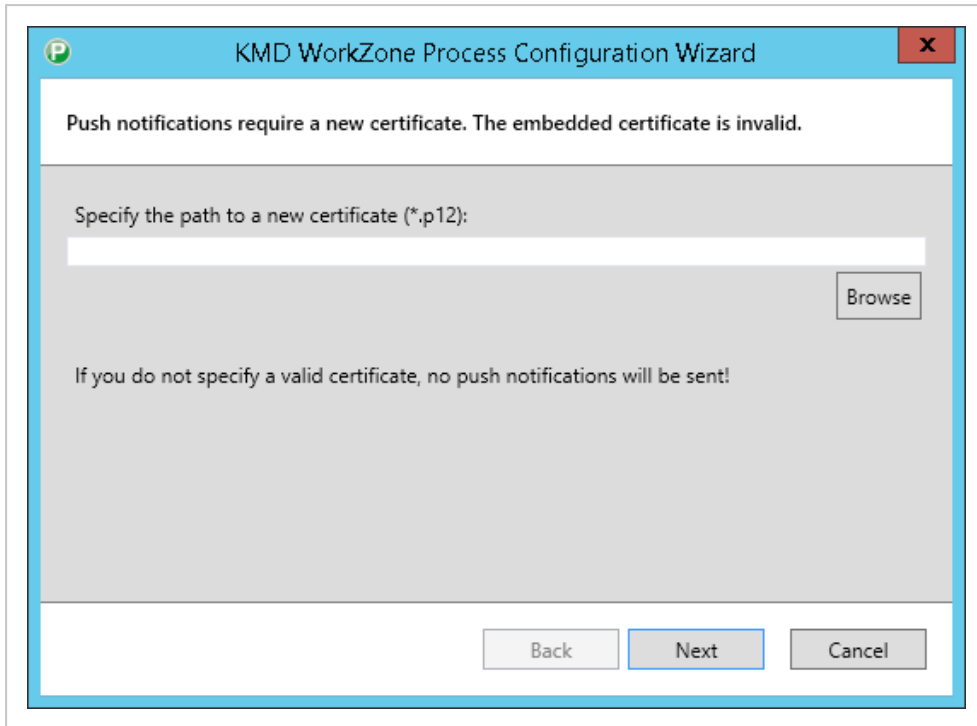 P
KMD WorkZone Process Configuration Wizard
x
Push notifications require a new certificate. The embedded certificate is invalid.
Specify the path to a new certificate (*.p12):
Browse
If you do not specify a valid certificate, no push notifications will be sent!
Back Next Cancel